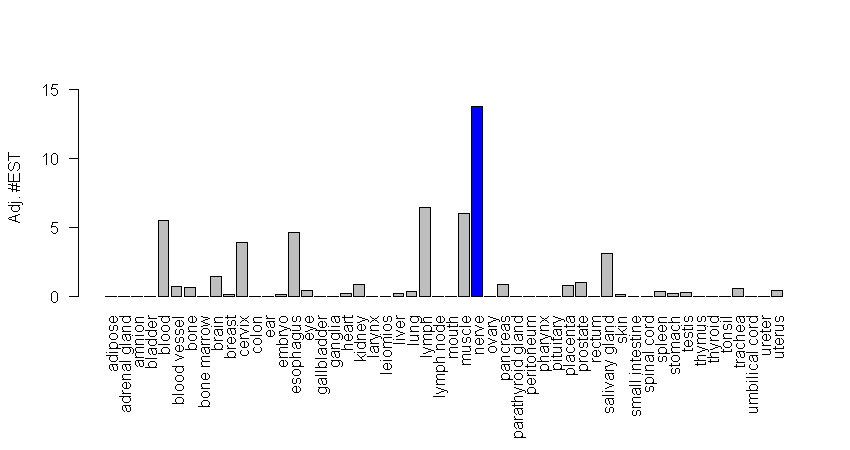 15
10
5
0
Adj. #EST
adipose
adrenal gland
amnion
bladder
blood
blood vessel
bone
bone marrow
brain
breast
cervix
colon
ear
embryo
esophagus
eye
gallbladder
ganglia
heart
kidney
larynx
leiomios
liver
lung
lymph
lymph node
mouth
muscle
nerve
ovary
pancreas
parathyroid gland
peritoneum
pharynx
pituitary
placenta
prostate
rectum
salivary gland
skin
small intestine
spinal cord
spleen
stomach
testis
thymus
thyroid
tonsil
trachea
umbilical cord
ureter
uterus